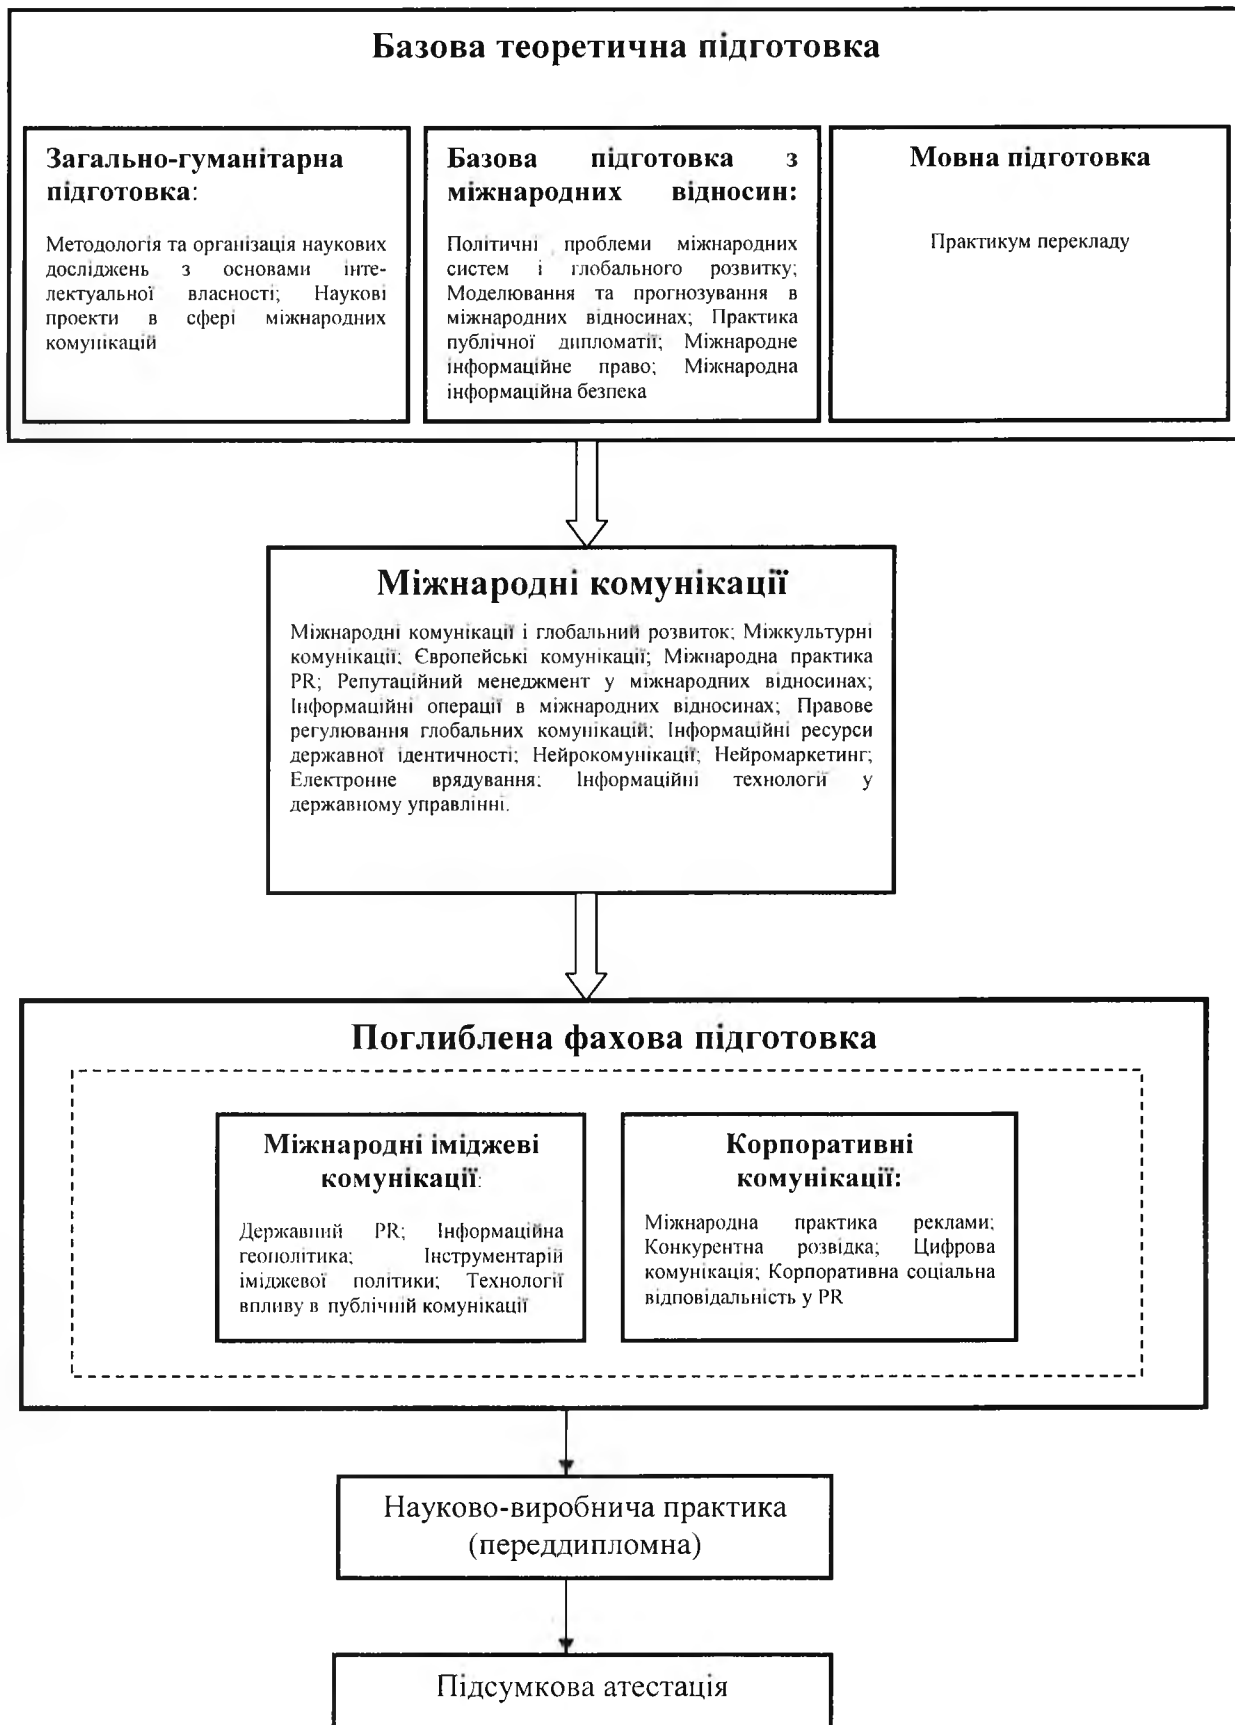 Базова теоретична підготовка
Загально-гуманітарна
підготовка:
Методологія та організація наукових
досліджень з основами інте-
лектуальної власності; Наукові
проекти в сфері міжнародних
комунікацій
Базова підготовка з
міжнародних відносин:
Політичні проблеми міжнародних
систем і глобального розвитку;
Моделювання та прогнозування в
міжнародних відносинах; Практика
публічної дипломатії; Міжнародне
інформаційне право; Міжнародна
інформаційна безпека
Мовна підготовка
Практикум перекладу
Міжнародні комунікації
Міжнародні комунікації і глобальний розвиток; Міжкультурні
комунікації; Європейські комунікації; Міжнародна практика
PR; Репутаційний менеджмент у міжнародних відносинах;
Інформаційні операції в міжнародних відносинах; Правове
регулювання глобальних комунікацій; Інформаційні ресурси
державної ідентичності; Нейрокомунікації; Нейромаркетинг;
Електронне врядування; Інформаційні технології у
державному управлінні.
Поглиблена фахова підготовка
Міжнародні іміджеві
комунікації:
Державний PR; Інформаційна
геополітика; Інструментарій
іміджевої політики; Технології
впливу в публічній комунікації
Корпоративні
комунікації:
Міжнародна практика реклами;
Конкурентна розвідка; Цифрова
комунікація; Корпоративна соціальна
відповідальність у PR
Науково-виробнича практика
(переддипломна)
Підсумкова атестація